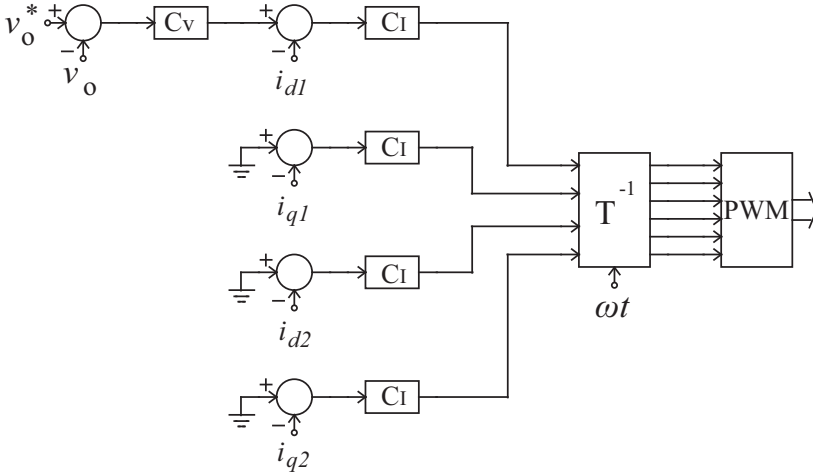 v_o^* + Cv + CI
− −
v_o i_d1
+ CI
−
i_q1
T^-1 PWM
+ CI
−
i_d2
ωt
+ CI
−
i_q2